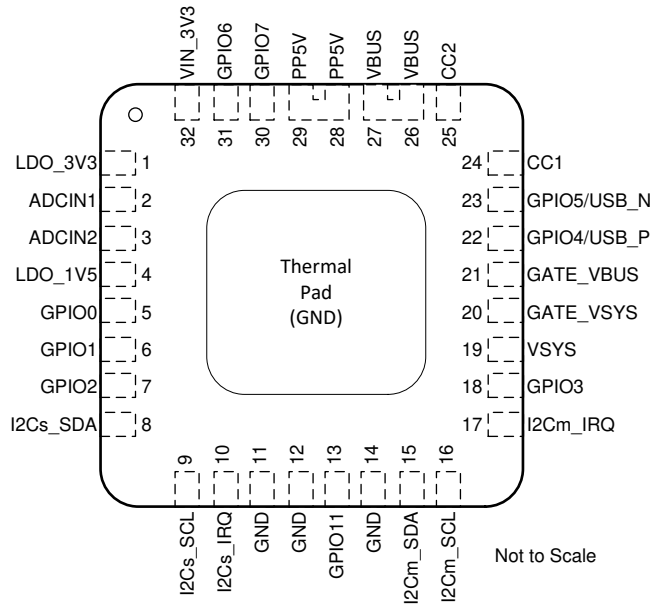 VIN_3V3
GPIO6
GPIO7
PP5V
PP5V
VBUS
VBUS
CC2
32
31
30
29
28
27
26
25
LDO_3V3 1
ADCIN1 2
ADCIN2 3
LDO_1V5 4
GPIO0 5
GPIO1 6
GPIO2 7
I2Cs_SDA 8
Thermal
Pad
(GND)
24 CC1
23 GPIO5/USB_N
22 GPIO4/USB_P
21 GATE_VBUS
20 GATE_VSYS
19 VSYS
18 GPIO3
17 I2Cm_IRQ
9
10
11
12
13
14
15
16
I2Cs_SCL
I2Cs_IRQ
GND
GND
GPIO11
GND
I2Cm_SDA
I2Cm_SCL
Not to Scale